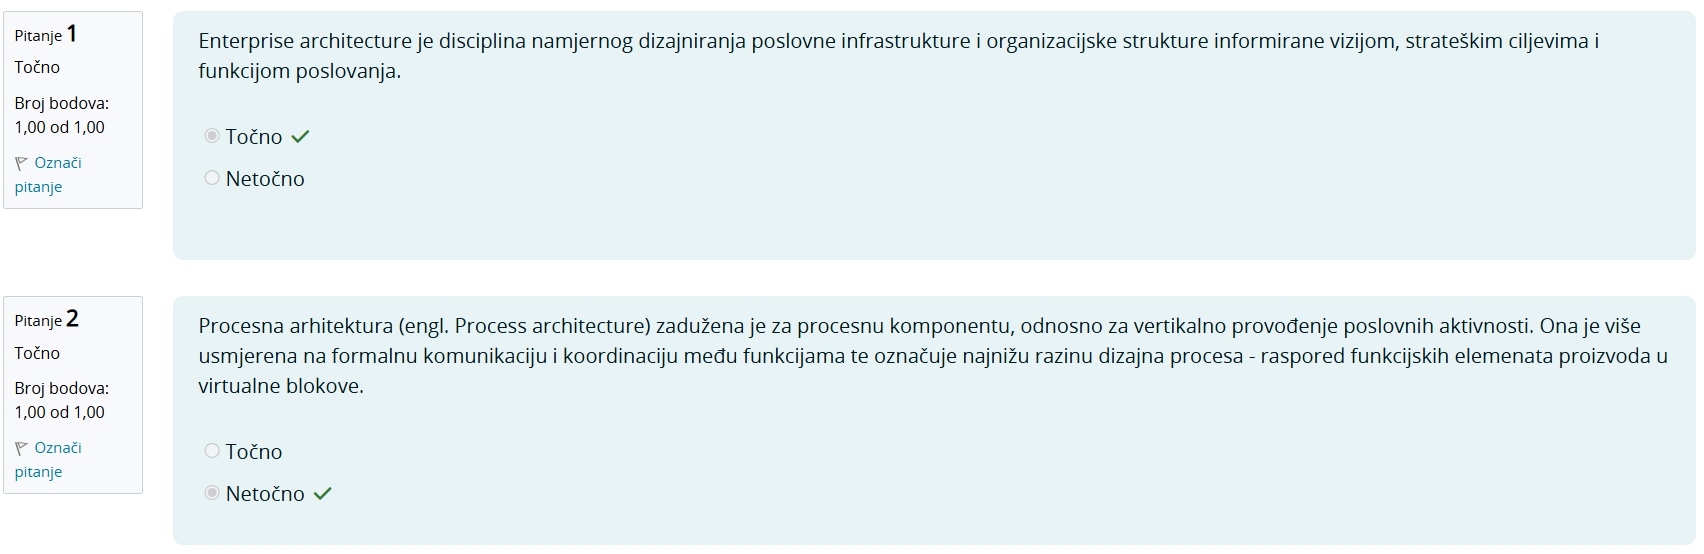 Pitanje 1
Točno
Broj bodova:
1,00 od 1,00
Označi
pitanje
Enterprise architecture je disciplina namjernog dizajniranja poslovne infrastrukture i organizacijske strukture informirane vizijom, strateškim ciljevima i
funkcijom poslovanja.
Točno
Netočno
Pitanje 2
Točno
Broj bodova:
1,00 od 1,00
Označi
pitanje
Procesna arhitektura (engl. Process architecture) zadužena je za procesnu komponentu, odnosno za vertikalno provođenje poslovnih aktivnosti. Ona je više
usmjerena na formalnu komunikaciju i koordinaciju među funkcijama te označuje najnižu razinu dizajna procesa - raspored funkcijskih elemenata proizvoda u
virtualne blokove.
Točno
Netočno